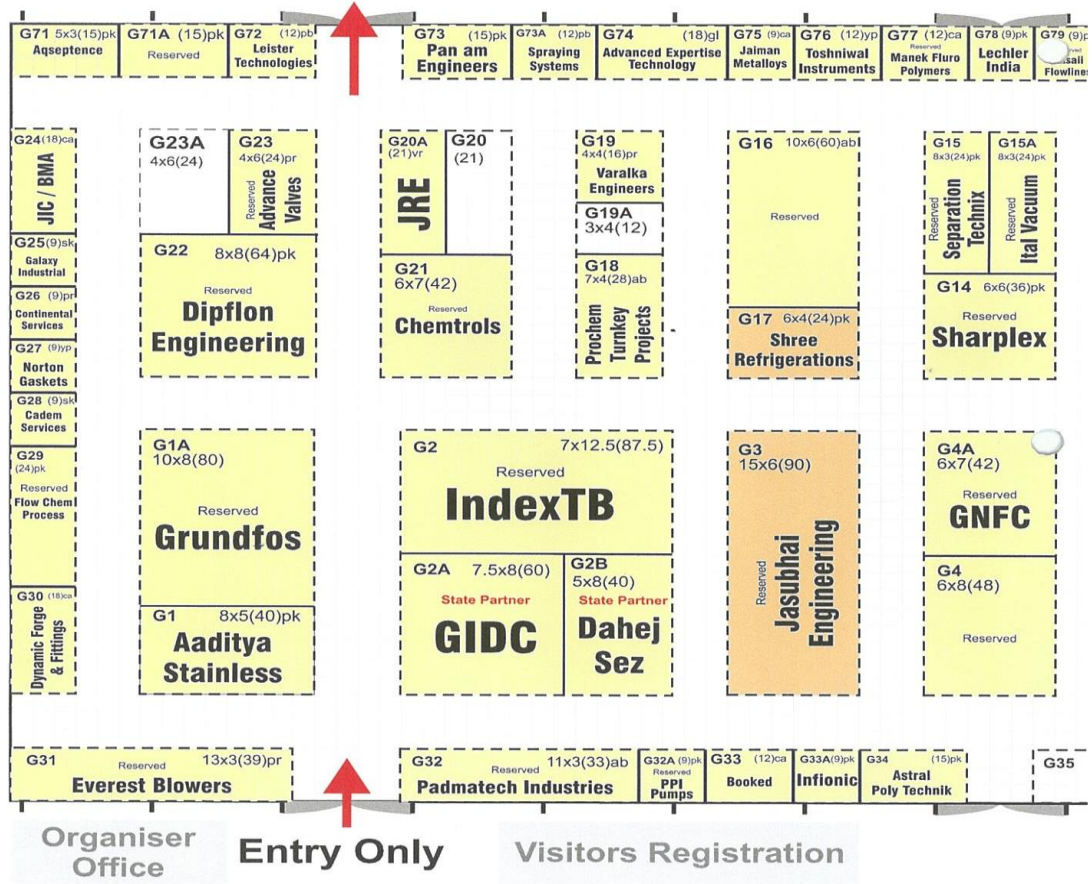 G71 5x3(15)pk
Aqseptence
G71A (15)pk
Reserved
G72 (12)pb
Leister
Technologies
G73 (15)pk
Pan am
Engineers
G73A (12)pb
Spraying
Systems
G74 (18)gl
Advanced Expertise
Technology
G75 (9)ca
Jaiman
Metalloys
G76 (12)yp
Toshniwal
Instruments
G77 (12)ca
Reserved
Manek Fluro
Polymers
G78 (9)pk
Lechler
India
G79
Flowlines
G24(18)ca
JIC / BMA
G23A
4x6(24)
G23
4x6(24)pr
Reserved
Advance
Valves
G20A
(21)vr
JRE
G20
(21)
G19
4x4(16)pr
Varalka
Engineers
G19A
3x4(12)
G16 10x6(60)ab
Reserved
G15
8x3(24)pk
Reserved
Separation
Technix
G15A
8x3(24)pk
Reserved
Ital Vacuum
G25(9)sk
Galaxy
Industrial
G22 8x8(64)pk
Reserved
Dipflon
Engineering
G21
6x7(42)
Reserved
Chemtrols
G18
7x4(28)ab
Prochem
Turnkey
Projects
G17 6x4(24)pk
Shree
Refrigerations
G14 6x6(36)pk
Reserved
Sharplex
G26 (9)pr
Continental
Services
G27 (9)yp
Norton
Gaskets
G28 (9)sk
Cadem
Services
G29
(24)pk
Reserved
Flow Chem
Process
G1A
10x8(80)
Reserved
Grundfos
G2 7x12.5(87.5)
Reserved
IndexTB
G3
15x6(90)
Reserved
Jasubhai
Engineering
G4A
6x7(42)
Reserved
GNFC
G2A 7.5x8(60)
State Partner
GIDC
G2B
5x8(40)
State Partner
Dahej
Sez
G4
6x8(48)
Reserved
G30 (18)ca
Dynamic Forge
& Fittings
G1 8x5(40)pk
Aaditya
Stainless
G31 Reserved 13x3(39)pr
Everest Blowers
G32 Reserved 11x3(33)ab
Padmatech Industries
G32A (9)pk
Reserved
PPI
Pumps
G33 (12)ca
Booked
G33A(9)pk
Infionic
G34 (15)pk
Astral
Poly Technik
G35
Organiser
Office
Entry Only
Visitors Registration